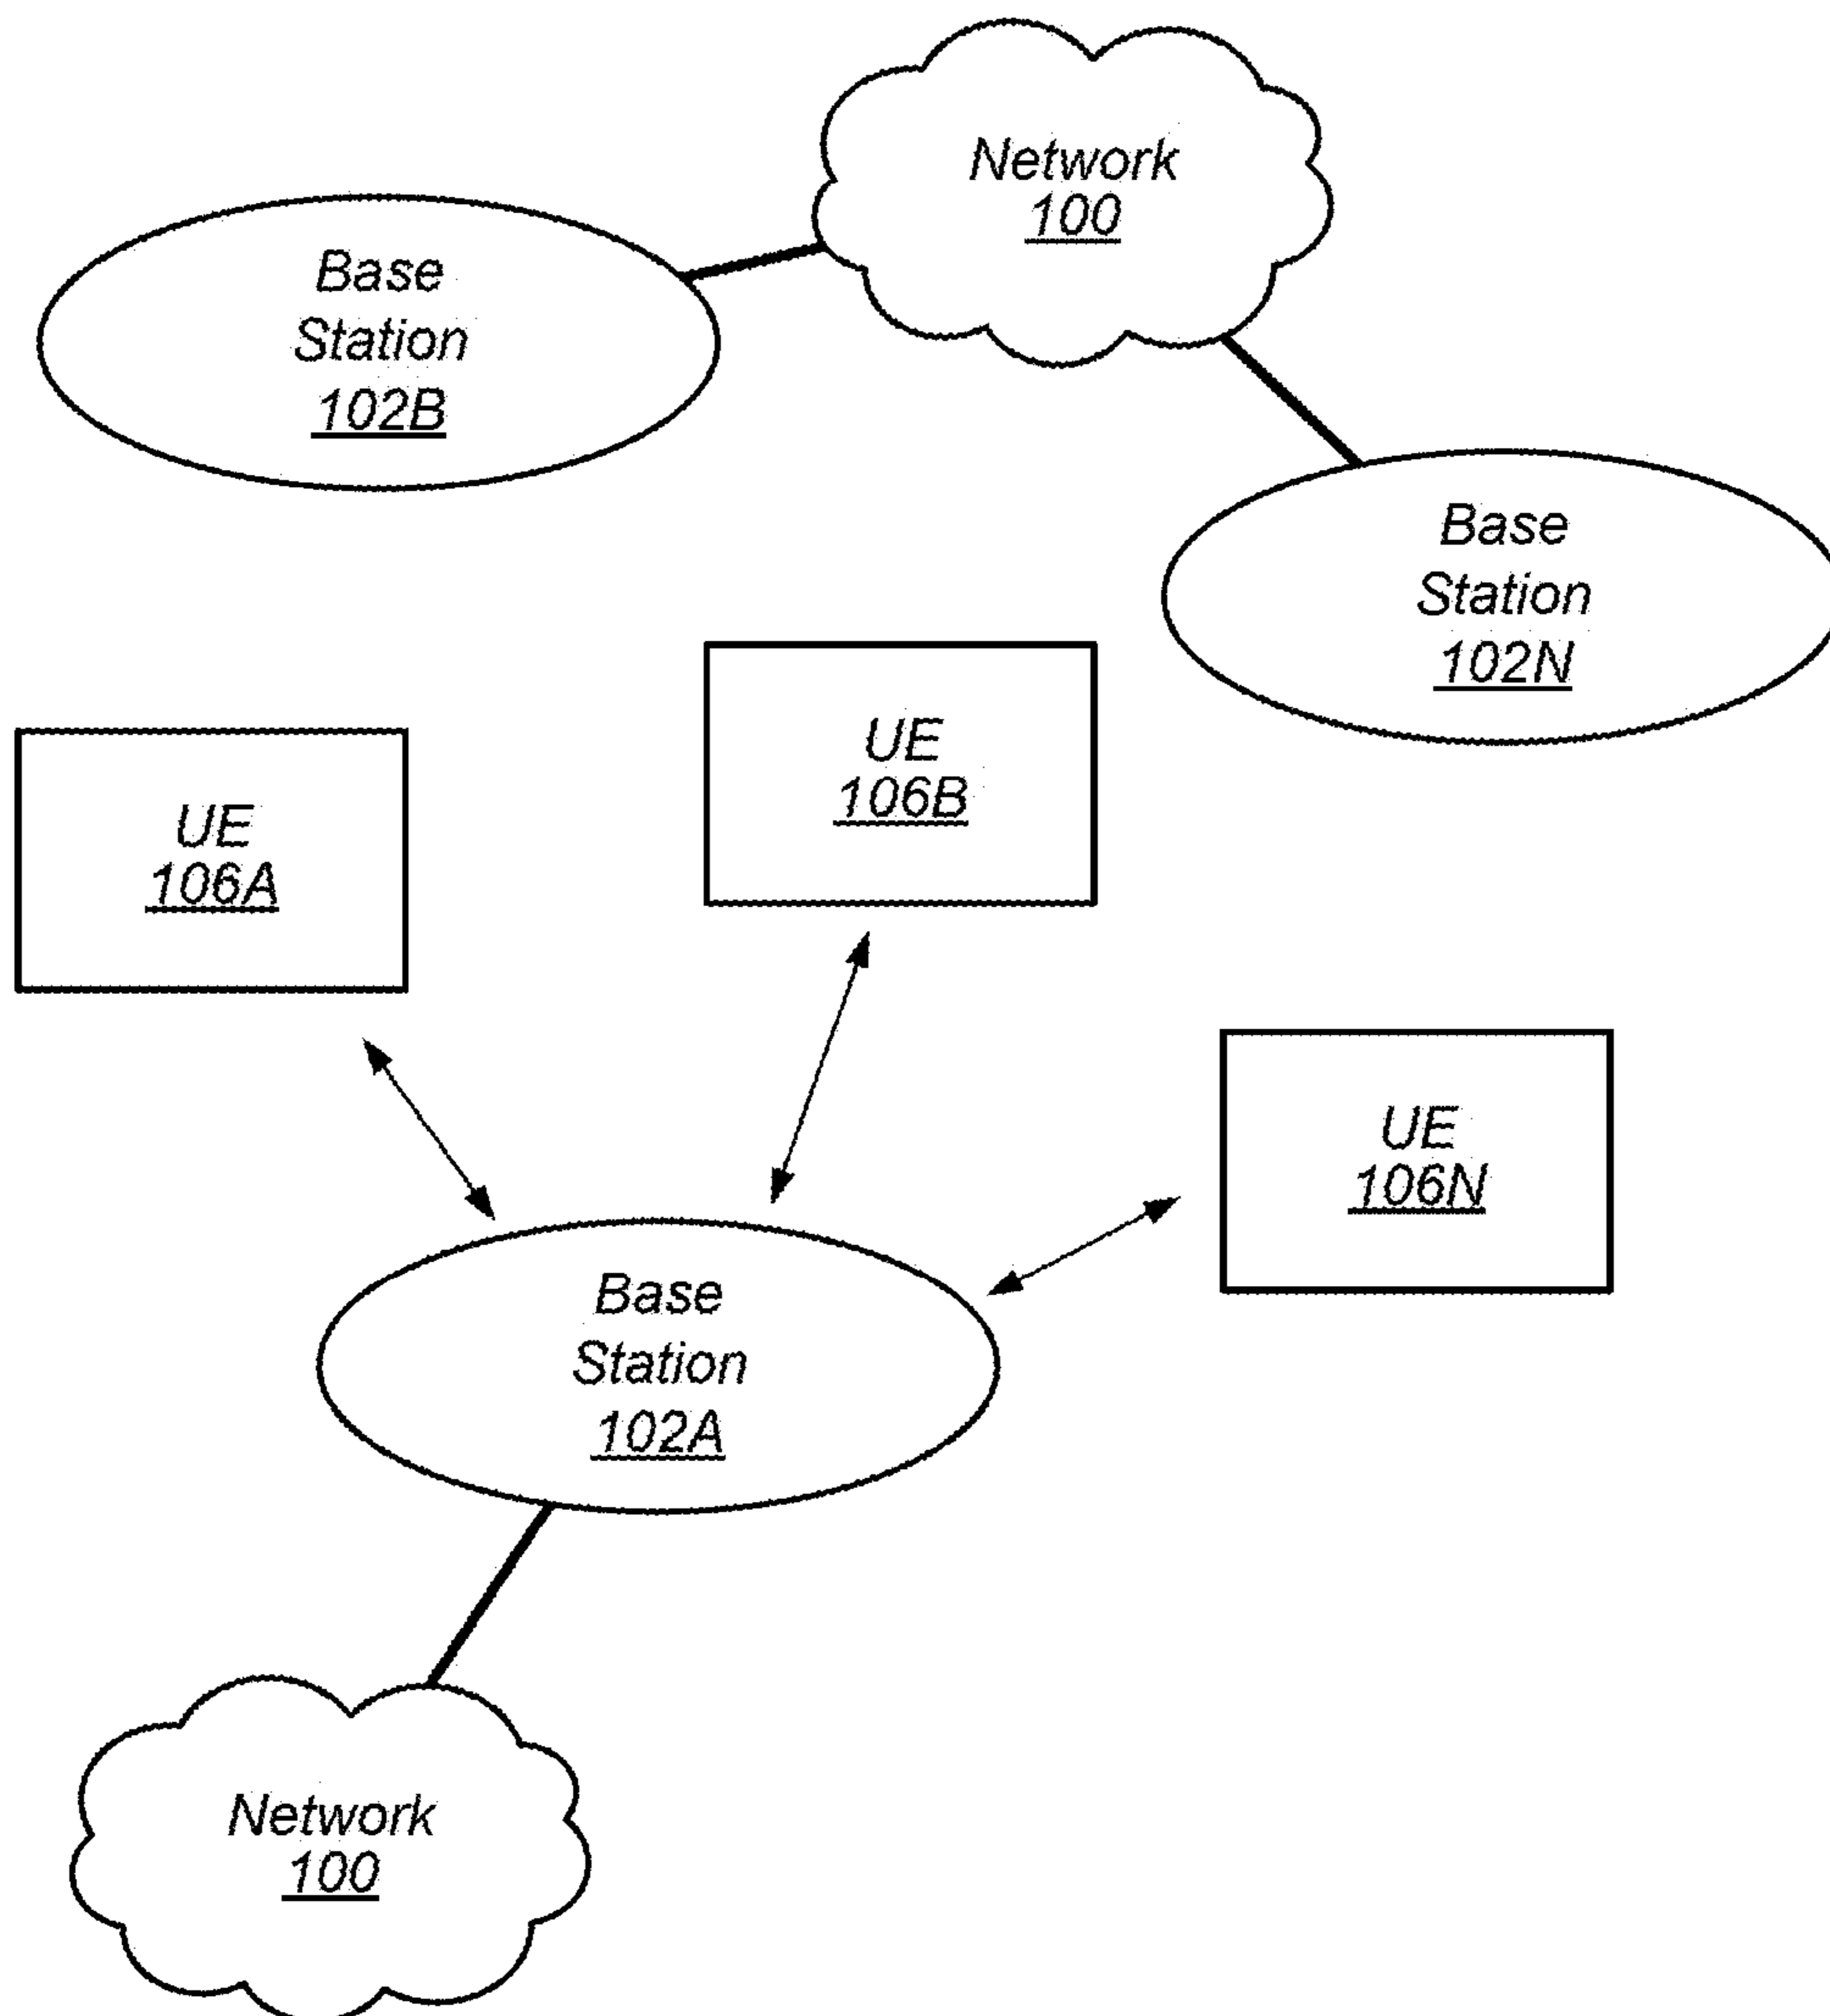 Network
100
Base
Station
102B
Base
Station
102N
UE
106B
UE
106A
UE
106N
Base
Station
102A
Network
100